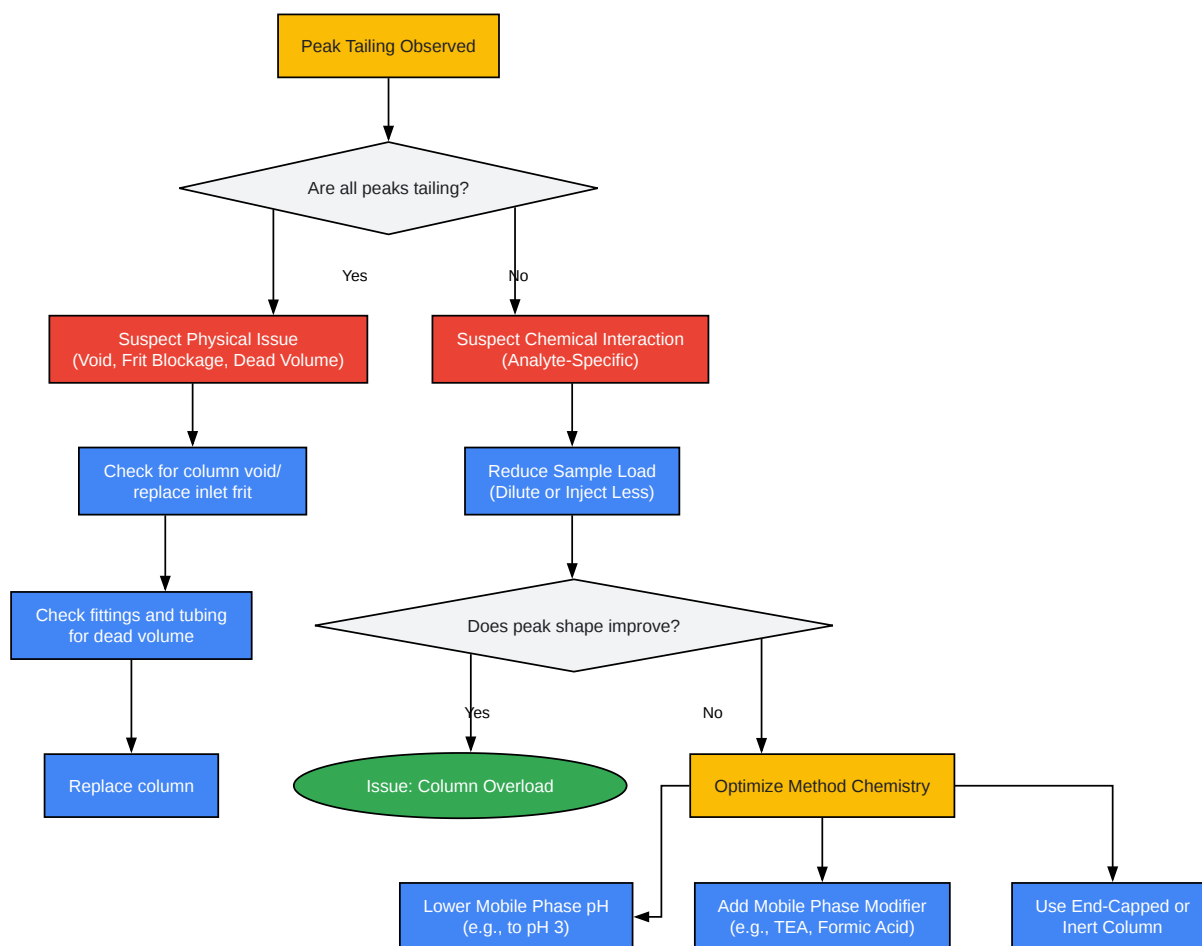 Peak Tailing Observed
Are all peaks tailing?
Yes
No
Suspect Physical Issue
(Void, Frit Blockage, Dead Volume)
Suspect Chemical Interaction
(Analyte-Specific)
Check for column void/
replace inlet frit
Reduce Sample Load
(Dilute or Inject Less)
Check fittings and tubing
for dead volume
Does peak shape improve?
Yes
No
Replace column
Issue: Column Overload
Optimize Method Chemistry
Lower Mobile Phase pH
(e.g., to pH 3)
Add Mobile Phase Modifier
(e.g., TEA, Formic Acid)
Use End-Capped or
Inert Column